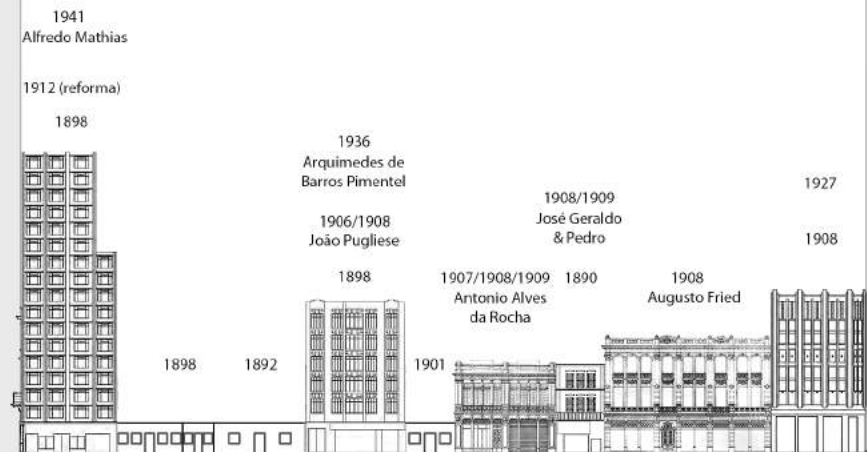 1941
Alfredo Mathias
1912 (reforma)
1898
1898
1892
1936
Arquimedes de
Barros Pimentel
1906/1908
João Pugliese
1898
1901
1907/1908/1909
Antonio Alves
da Rocha
1908/1909
José Geraldo
& Pedro
1890
1908
Augusto Fried
1927
1908